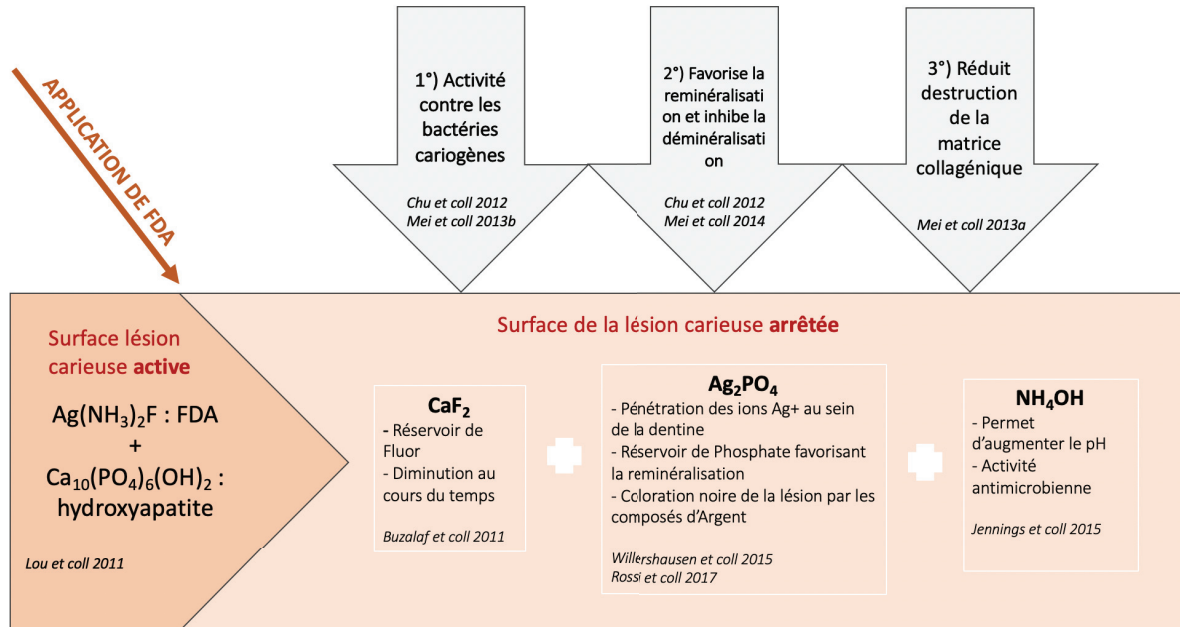 APPLICATION DE FDA
1°) Activité
contre les
bactéries
cariogènes
Chu et coll 2012
Mei et coll 2013b
2°) Favorise la
reminéralisati
on et inhibe la
déminéralisati
on
Chu et coll 2012
Mei et coll 2014
3°) Réduit
destruction
de la
matrice
collagénique
Mei et coll 2013a
Surface lésion
carieuse active
Ag(NH₃)₂F : FDA
+
Ca₁₀(PO₄)₆(OH)₂ :
hydroxyapatite
Lou et coll 2011
Surface de la lésion carieuse arrêtée
CaF₂
- Réservoir de
Fluor
- Diminution au
cours du temps
Buzalaf et coll 2011
Ag₂PO₄
- Pénétration des ions Ag+ au sein
de la dentine
- Réservoir de Phosphate favorisant
la reminéralisation
- Coloration noire de la lésion par les
composés d’Argent
Willershausen et coll 2015
Rossi et coll 2017
NH₄OH
- Permet
d’augmenter le pH
- Activité
antimicrobienne
Jennings et coll 2015